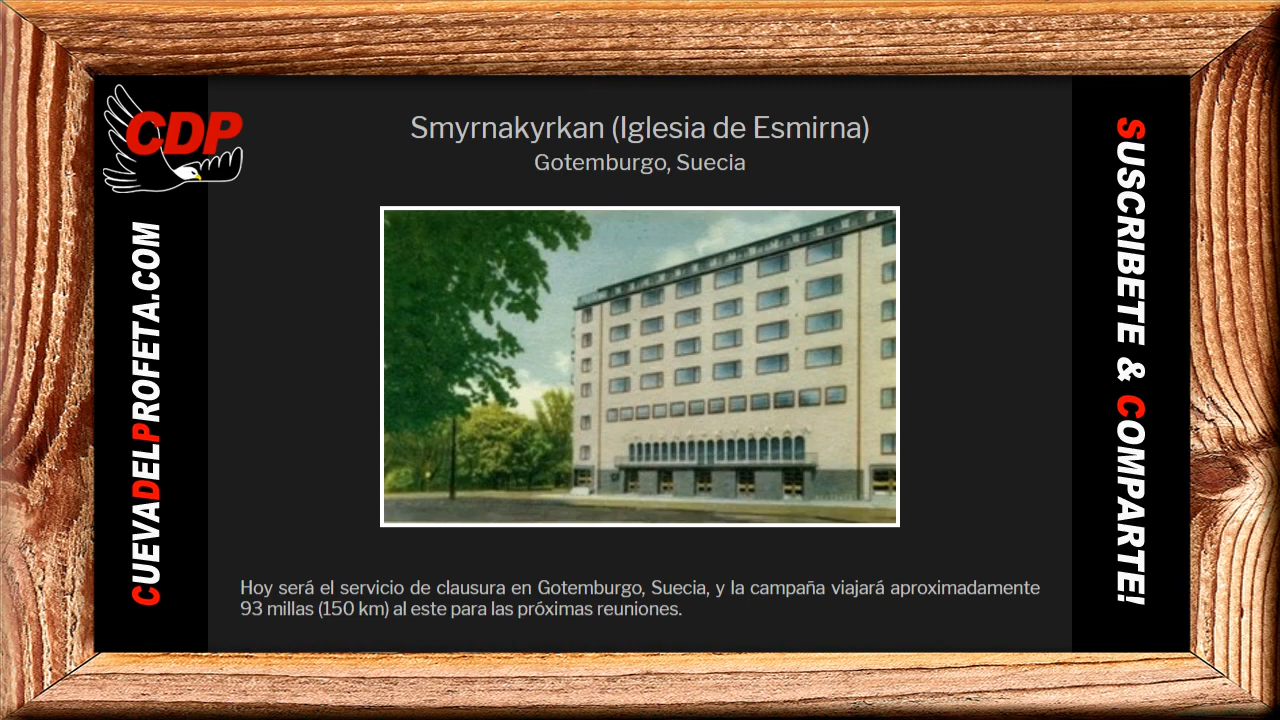 CDP
CUEVADELPROFETA.COM
Smyrnakyrkan (Iglesia de Esmirna)
Gotemburgo, Suecia
Hoy será el servicio de clausura en Gotemburgo, Suecia, y la campaña viajará aproximadamente
93 millas (150 km) al este para las próximas reuniones.
SUSCRIBETE & COMPARTE!